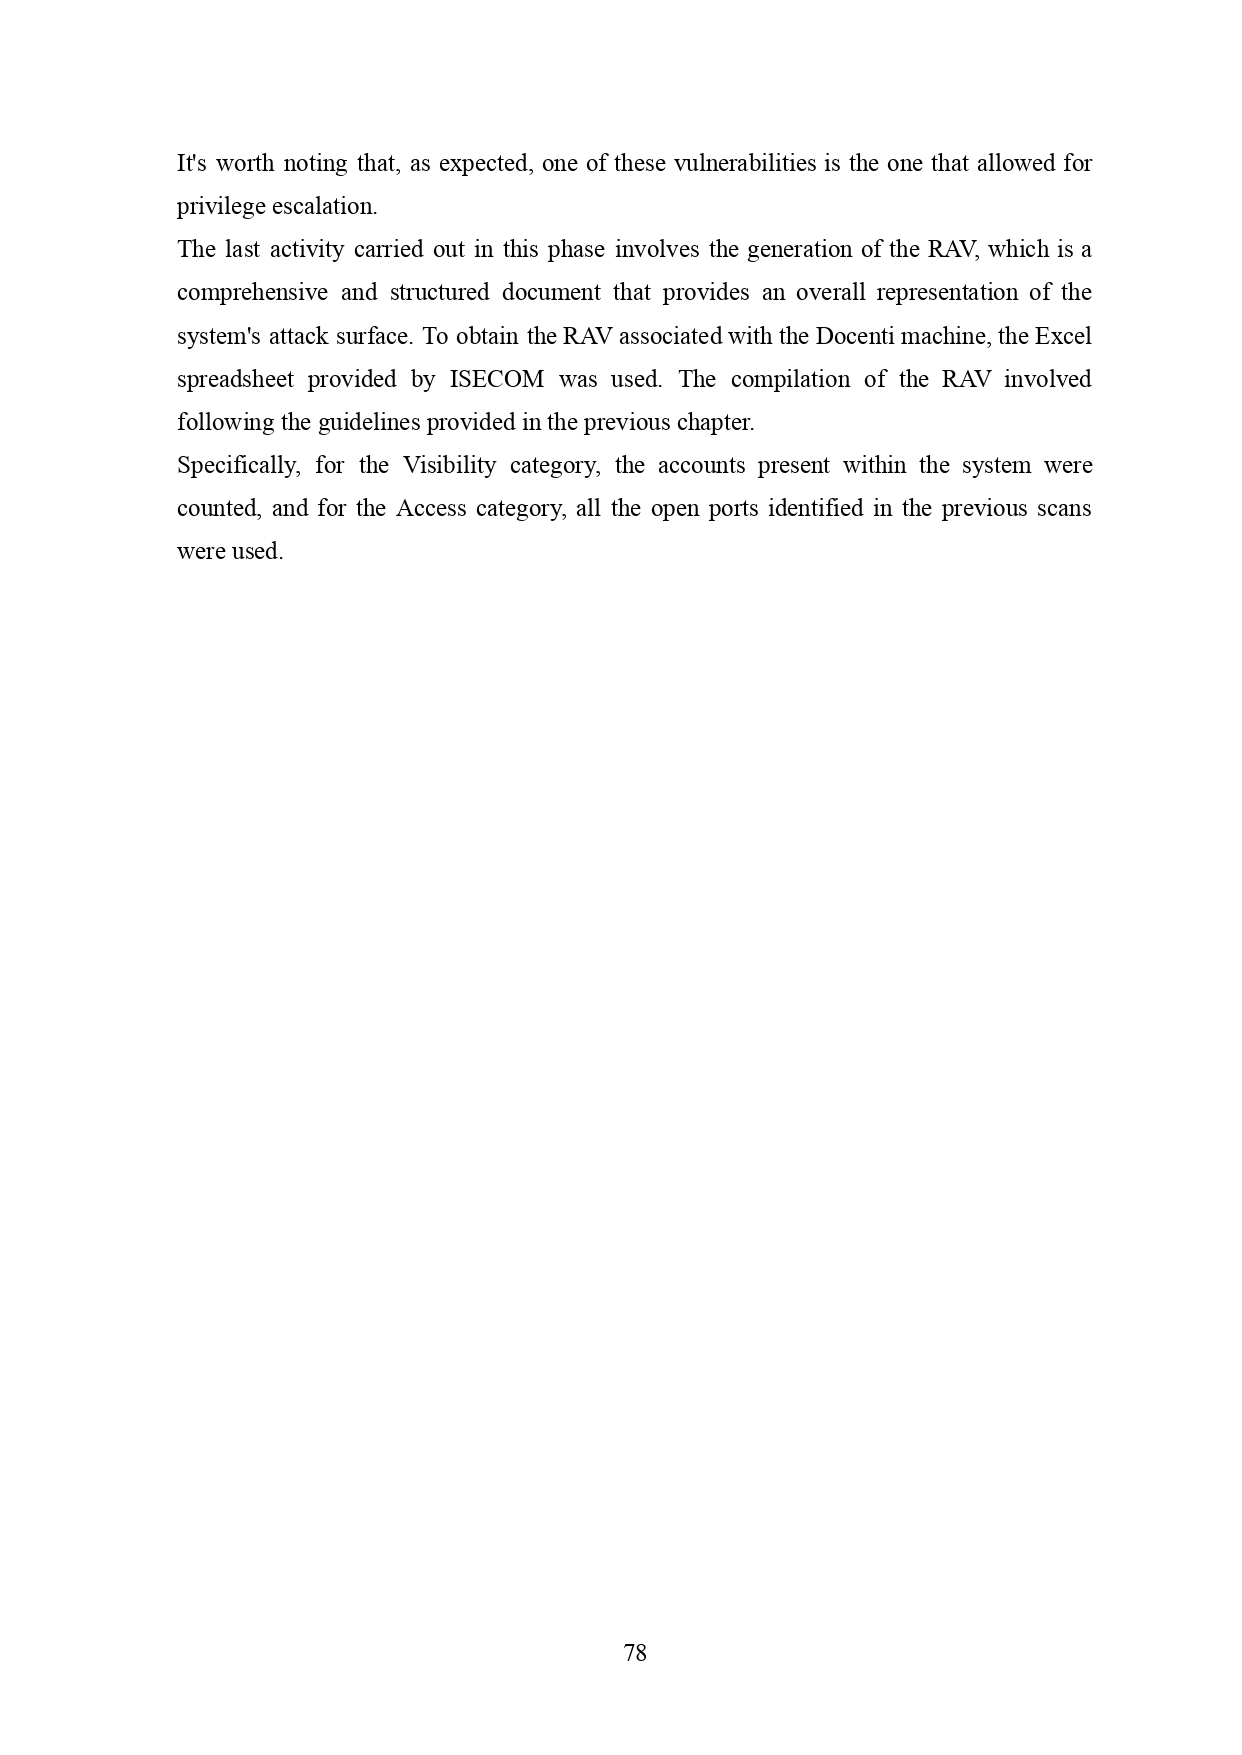 It's worth noting that, as expected, one of these vulnerabilities is the one that allowed for
privilege escalation.
The last activity carried out in this phase involves the generation of the RAV, which is a
comprehensive and structured document that provides an overall representation of the
system's attack surface. To obtain the RAV associated with the Docenti machine, the Excel
spreadsheet provided by ISECOM was used. The compilation of the RAV involved
following the guidelines provided in the previous chapter.
Specifically, for the Visibility category, the accounts present within the system were
counted, and for the Access category, all the open ports identified in the previous scans
were used.
78